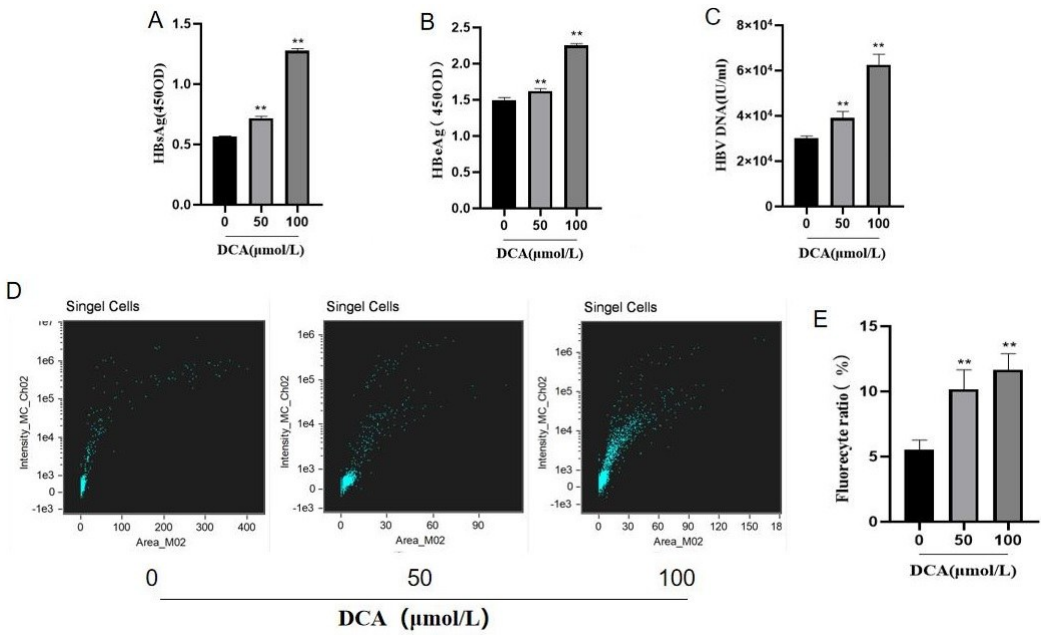 A
1.5
1.0
0.5
0.0
HBsAg(450OD)
**
**
0 50 100
DCA(μmol/L)
B
2.5
2.0
1.5
1.0
0.5
0.0
HBeAg( 450OD)
**
**
0 50 100
DCA(μmol/L)
C
8×10⁴
6×10⁴
4×10⁴
2×10⁴
0
HBV DNA(IU/ml)
**
**
0 50 100
DCA(μmol/L)
D
Singel Cells
1e7
1e6
1e5
1e4
1e3
0
-1e3
Intensity_MC_Ch02
0 100 200 300 400
Area_M02
Singel Cells
1e6
1e5
1e4
1e3
0
-1e3
Intensity_MC_Ch02
0 30 60 90
Area_M02
Singel Cells
1e6
1e5
1e4
1e3
0
-1e3
Intensity_MC_Ch02
0 30 60 90 120 150 18
Area_M02
0 50 100
DCA (μmol/L)
E
15
10
5
0
Fluorecyte ratio( %)
**
**
0 50 100
DCA(μmol/L)